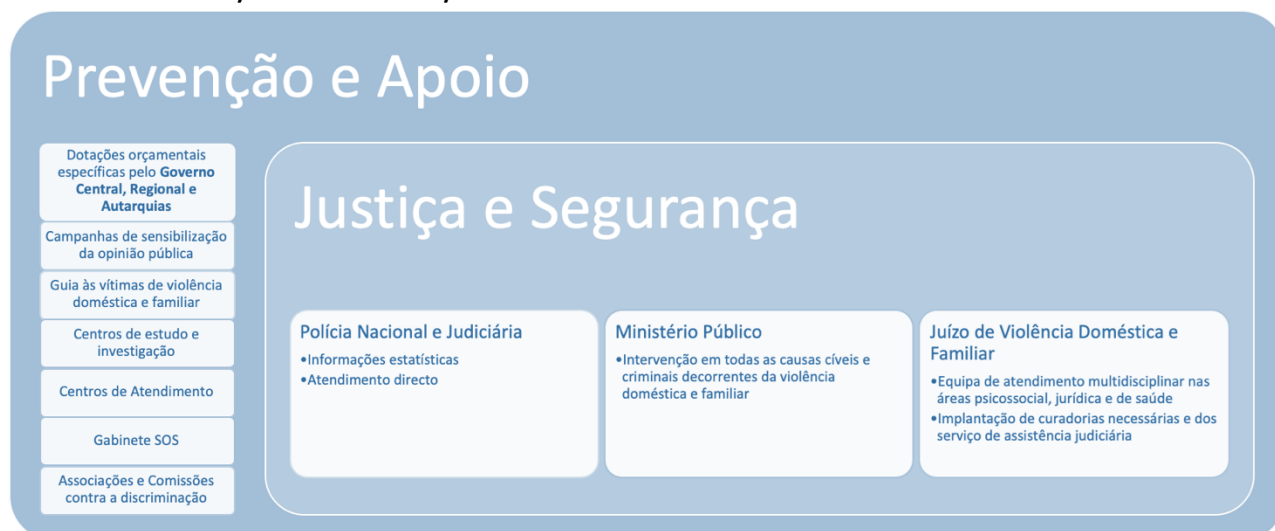 Prevenção e Apoio
Dotações orçamentais
específicas pelo Governo
Central, Regional e
Autarquias
Campanhas de sensibilização
da opinião pública
Guia às vítimas de violência
doméstica e familiar
Centros de estudo e
investigação
Centros de Atendimento
Gabinete SOS
Associações e Comissões
contra a discriminação
Justiça e Segurança
Polícia Nacional e Judiciária
•Informações estatísticas
•Atendimento directo
Ministério Público
•Intervenção em todas as causas cíveis e
criminais decorrentes da violência
doméstica e familiar
Juízo de Violência Doméstica e
Familiar
•Equipa de atendimento multidisciplinar nas
áreas psicossocial, jurídica e de saúde
•Implantação de curadorias necessárias e dos
serviço de assistência judiciária